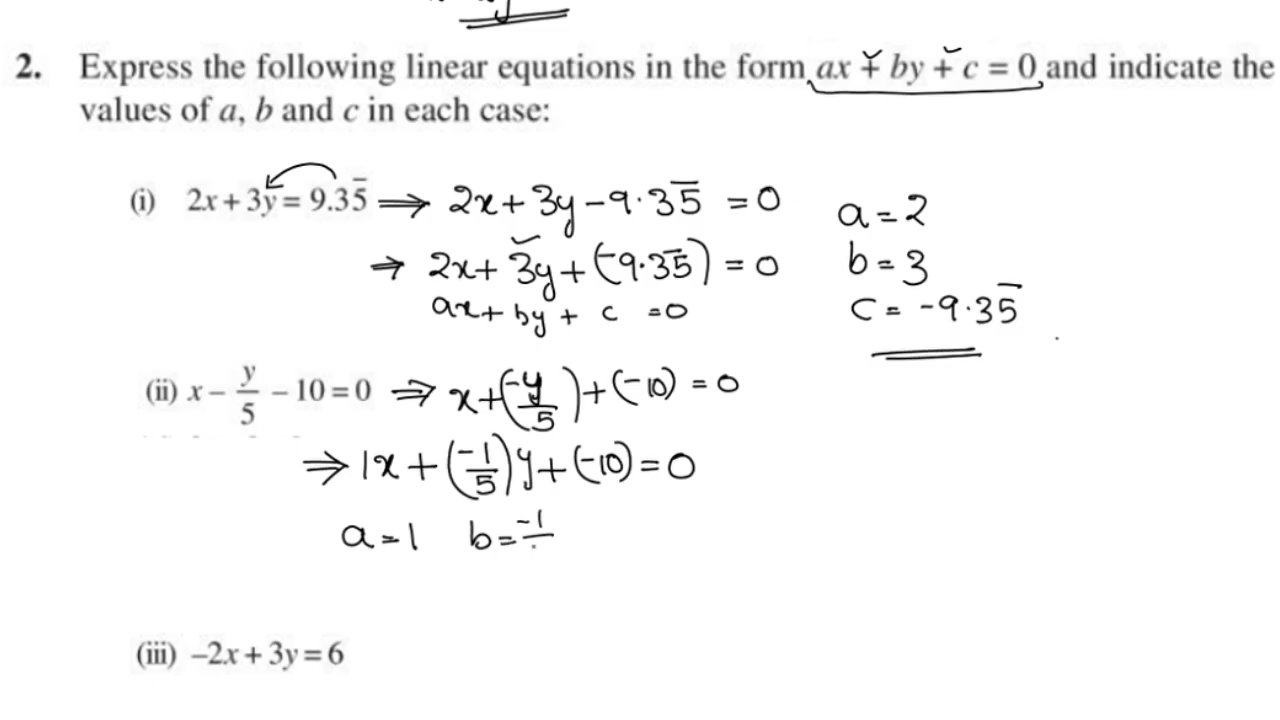 2. Express the following linear equations in the form ax + by + c = 0 and indicate the
values of a, b and c in each case:
(i) 2x + 3y = 9.35̅ ⇒ 2x + 3y - 9.35̅ = 0
a = 2
⇒ 2x + 3y + (-9.35̅) = 0
b = 3
ax + by + c = 0
c = -9.35̅
(ii) x - y/5 - 10 = 0 ⇒ x + (-y/5) + (-10) = 0
⇒ 1x + (-1/5)y + (-10) = 0
a = 1 b = -1/
(iii) -2x + 3y = 6